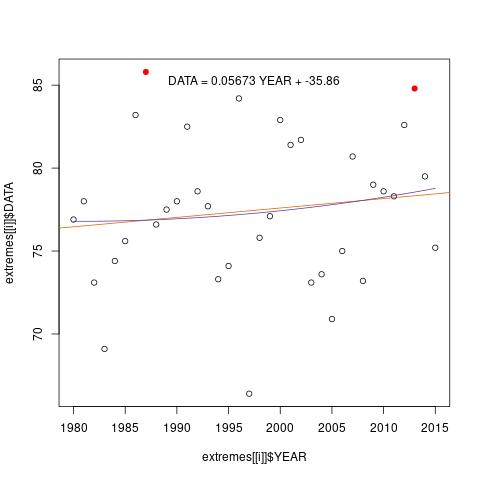 DATA = 0.05673 YEAR + -35.86
85
80
75
70
extremes[[i]]$DATA
1980 1985 1990 1995 2000 2005 2010 2015
extremes[[i]]$YEAR